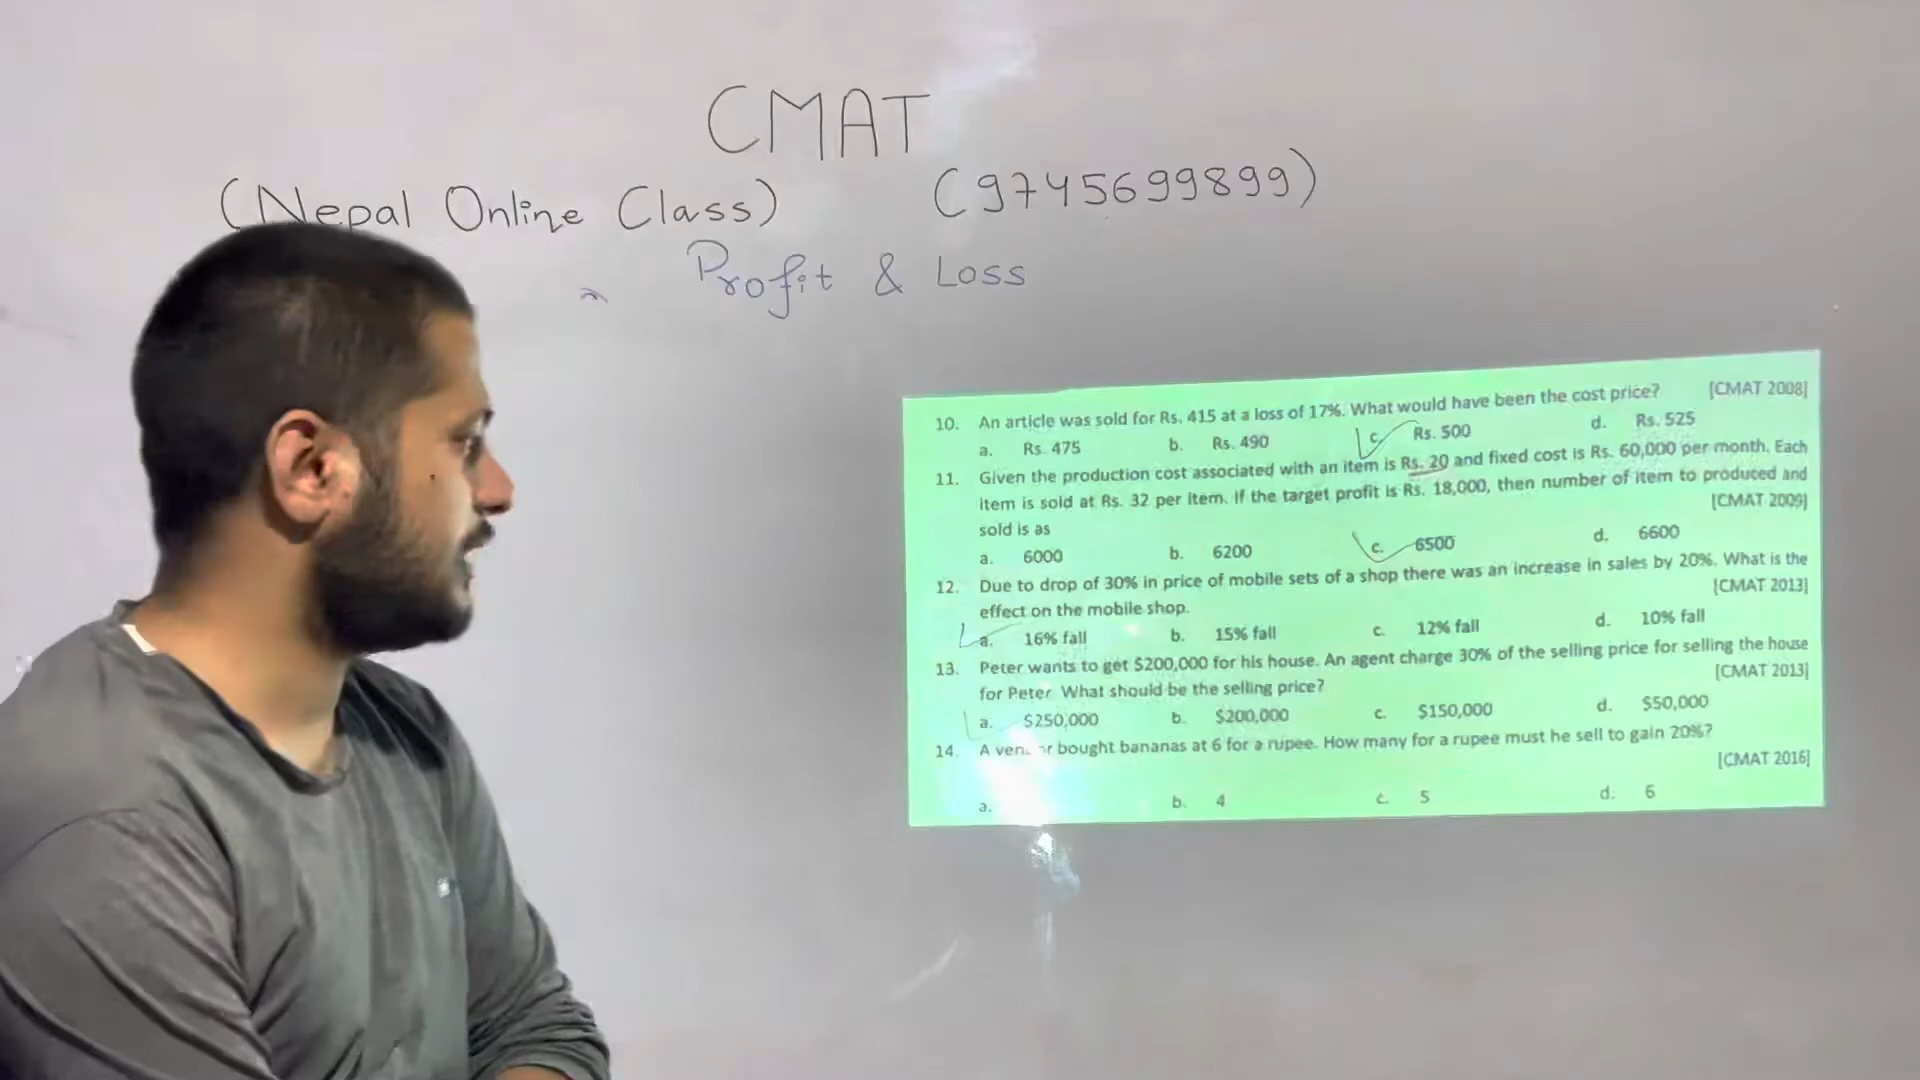 CMAT
(Nepal Online Class) (9745699899)
Profit & Loss
10. An article was sold for Rs. 415 at a loss of 17%. What would have been the cost price? [CMAT 2008]
a. Rs. 475 b. Rs. 490 c. Rs. 500 d. Rs. 525
11. Given the production cost associated with an item is Rs. 20 and fixed cost is Rs. 60,000 per month. Each
item is sold at Rs. 32 per item. If the target profit is Rs. 18,000, then number of item to produced and
sold is as [CMAT 2009]
a. 6000 b. 6200 c. 6500 d. 6600
12. Due to drop of 30% in price of mobile sets of a shop there was an increase in sales by 20%. What is the
effect on the mobile shop. [CMAT 2013]
a. 16% fall b. 15% fall c. 12% fall d. 10% fall
13. Peter wants to get $200,000 for his house. An agent charge 30% of the selling price for selling the house
for Peter What should be the selling price? [CMAT 2013]
a. $250,000 b. $200,000 c. $150,000 d. $50,000
14. A bought bananas at 6 for a rupee. How many for a rupee must he sell to gain 20%?
[CMAT 2016]
a. b. 4 c. 5 d. 6